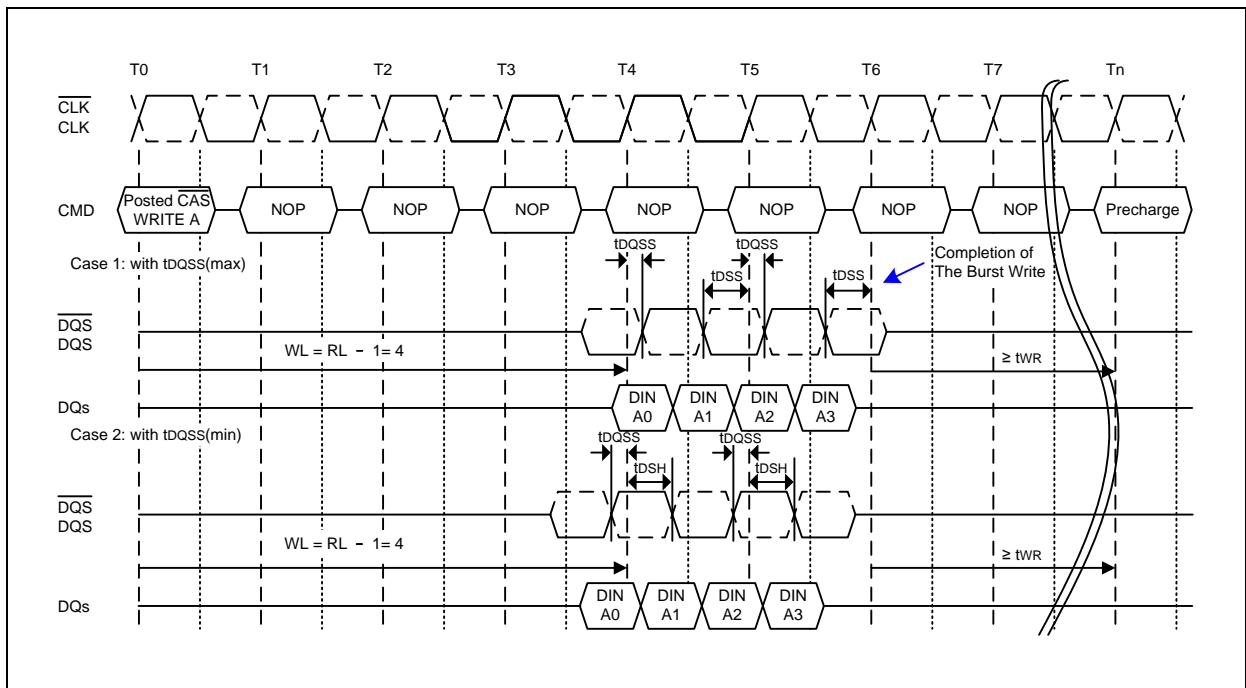 T0 T1 T2 T3 T4 T5 T6 T7 Tn
CLK
CLK
CMD
Posted CAS
WRITE A
NOP
NOP
NOP
NOP
NOP
NOP
NOP
Precharge
Case 1: with tDQSS(max)
tDQSS
tDSS
tDQSS
tDSS
Completion of
The Burst Write
DQS
DQS
WL = RL - 1= 4
≥ tWR
DQs
DIN
A0
DIN
A1
DIN
A2
DIN
A3
Case 2: with tDQSS(min)
tDQSS
tDSH
tDQSS
tDSH
DQS
DQS
WL = RL - 1= 4
≥ tWR
DQs
DIN
A0
DIN
A1
DIN
A2
DIN
A3